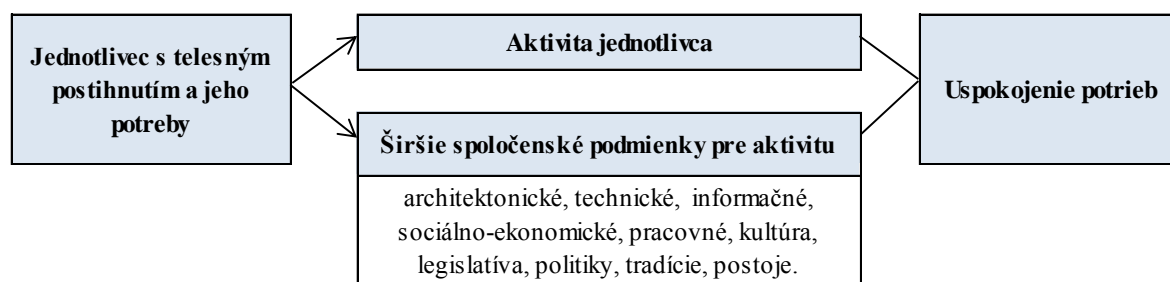 Jednotlivec s telesným
postihnutím a jeho
potreby
Aktivita jednotlivca
Širšie spoločenské podmienky pre aktivitu
architektonické, technické, informačné,
sociálno-ekonomické, pracovné, kultúra,
legislatíva, politiky, tradície, postoje.
Uspokojenie potrieb